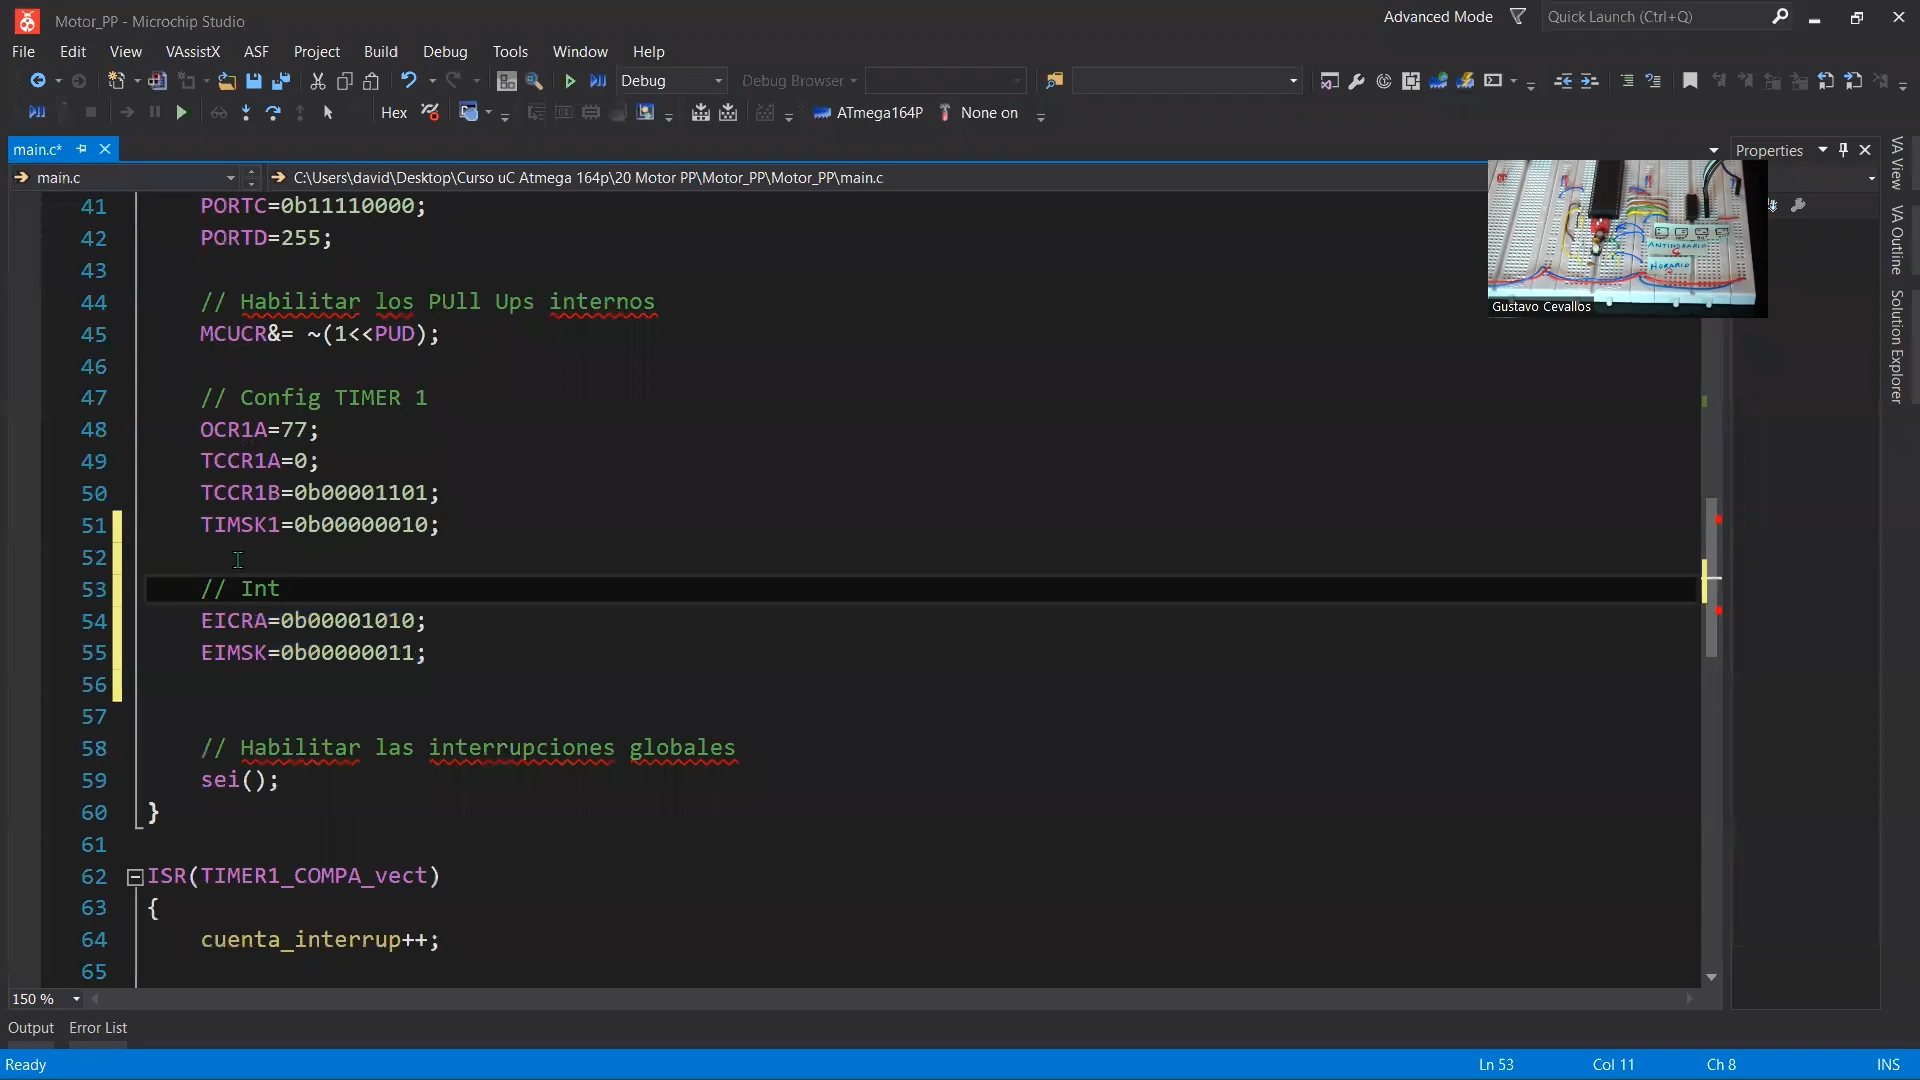 Motor_PP - Microchip Studio
Advanced Mode
Quick Launch (Ctrl+Q)
File Edit View VAssistX ASF Project Build Debug Tools Window Help
Debug
Debug Browser
Hex
ATmega164P
None on
main.c*
Properties
main.c
C:\Users\david\Desktop\Curso uC Atmega 164p\20 Motor PP\Motor_PP\Motor_PP\main.c
41 PORTC=0b11110000;
42 PORTD=255;
43
44 // Habilitar los PUll Ups internos
45 MCUCR&= ~(1<<PUD);
46
47 // Config TIMER 1
48 OCR1A=77;
49 TCCR1A=0;
50 TCCR1B=0b00001101;
51 TIMSK1=0b00000010;
52
53 // Int
54 EICRA=0b00001010;
55 EIMSK=0b00000011;
56
57
58 // Habilitar las interrupciones globales
59 sei();
60 }
61
62 ISR(TIMER1_COMPA_vect)
63 {
64 cuenta_interrup++;
65
ANTIHORARIO
HORARIO
Gustavo Cevallos
VA View
VA Outline
Solution Explorer
150 %
Output Error List
Ready
Ln 53
Col 11
Ch 8
INS